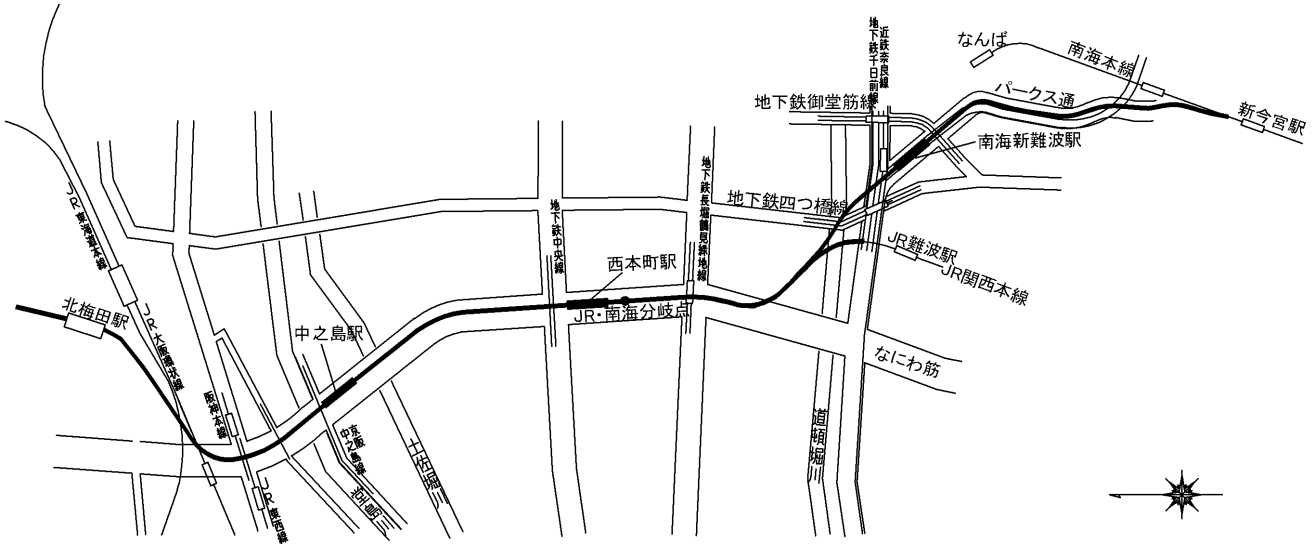 北梅田駅
JR東海道本線
JR大阪環状線
阪神本線
JR東西線
中之島駅
京阪
中之島線
堂島川
土佐堀川
地下鉄中央線
西本町駅
JR・南海分岐点
地下鉄長堀鶴見緑地線
地下鉄四つ橋線
地下鉄御堂筋線
地下鉄千日前線
近鉄奈良線
なんば
南海本線
パークス通
新今宮駅
南海新難波駅
JR難波駅
JR関西本線
なにわ筋
道頓堀川